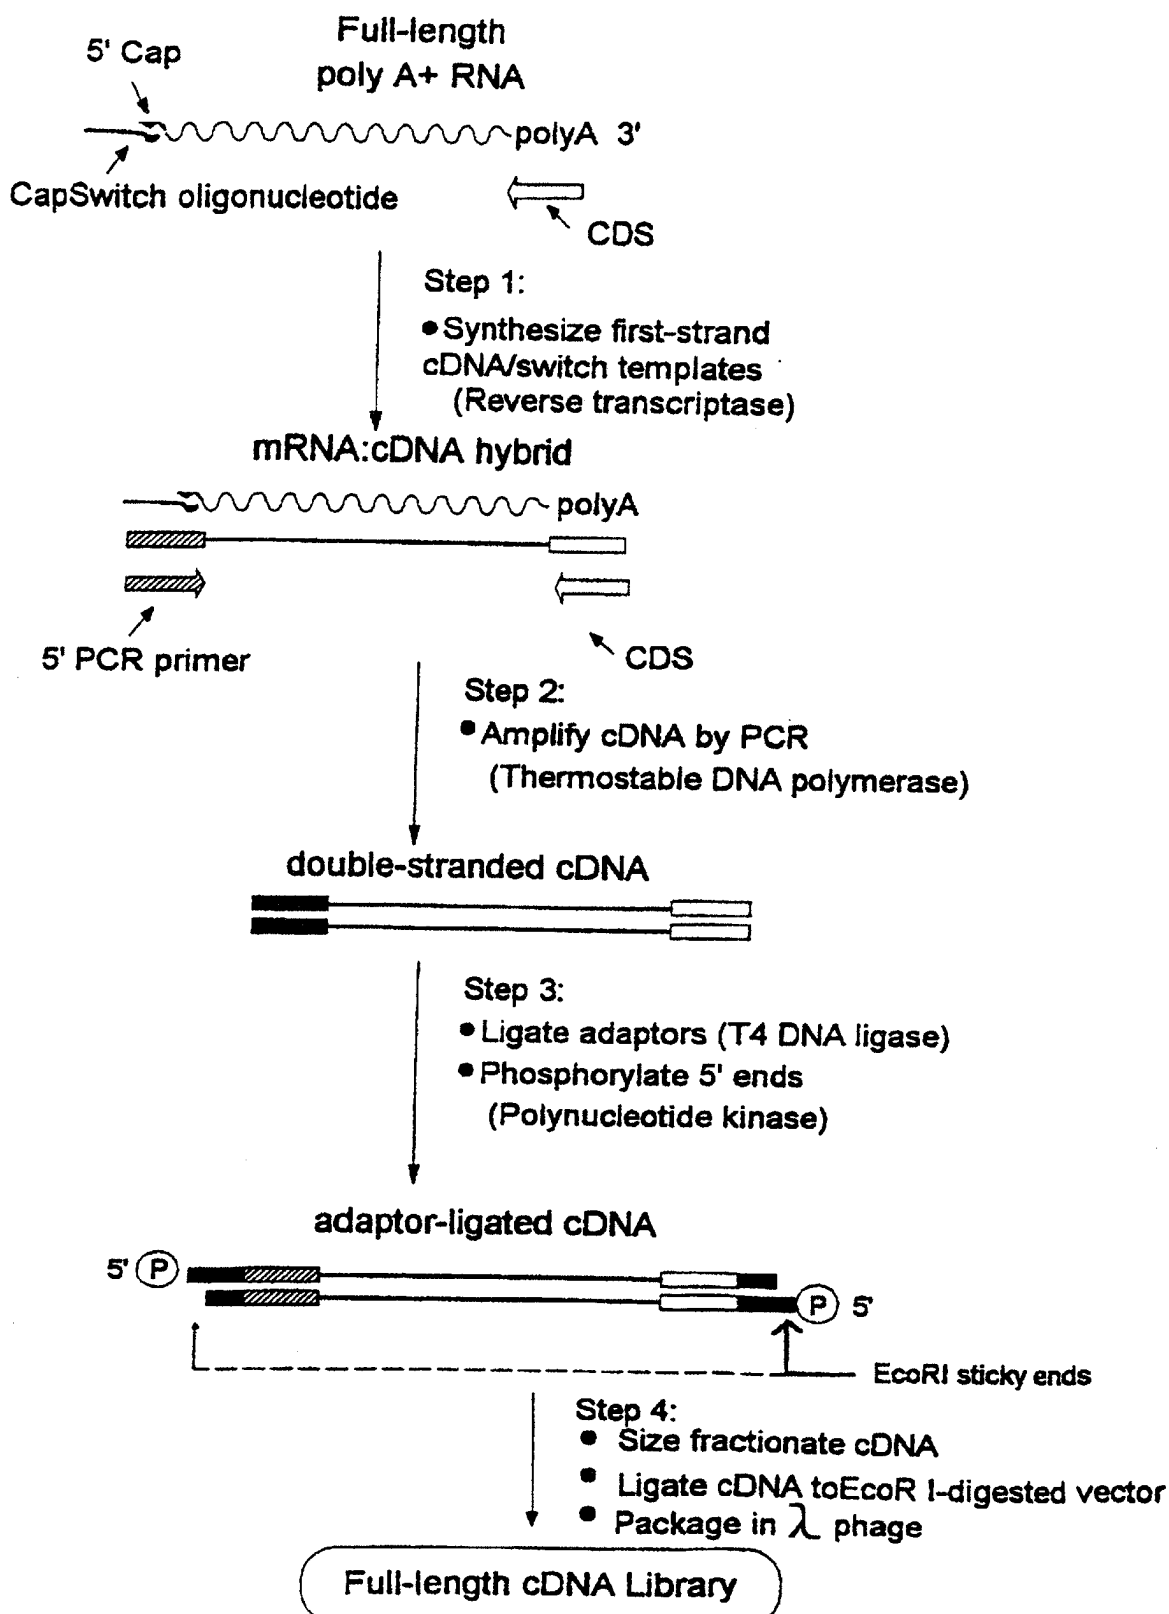 Full-length
poly A+ RNA
5' Cap
polyA 3'
CapSwitch oligonucleotide
CDS
Step 1:
•Synthesize first-strand
cDNA/switch templates
(Reverse transcriptase)
mRNA:cDNA hybrid
polyA
5' PCR primer
CDS
Step 2:
•Amplify cDNA by PCR
(Thermostable DNA polymerase)
double-stranded cDNA
Step 3:
•Ligate adaptors (T4 DNA ligase)
•Phosphorylate 5' ends
(Polynucleotide kinase)
adaptor-ligated cDNA
5' P
P 5'
EcoRI sticky ends
Step 4:
• Size fractionate cDNA
• Ligate cDNA toEcoR I-digested vector
• Package in λ phage
Full-length cDNA Library